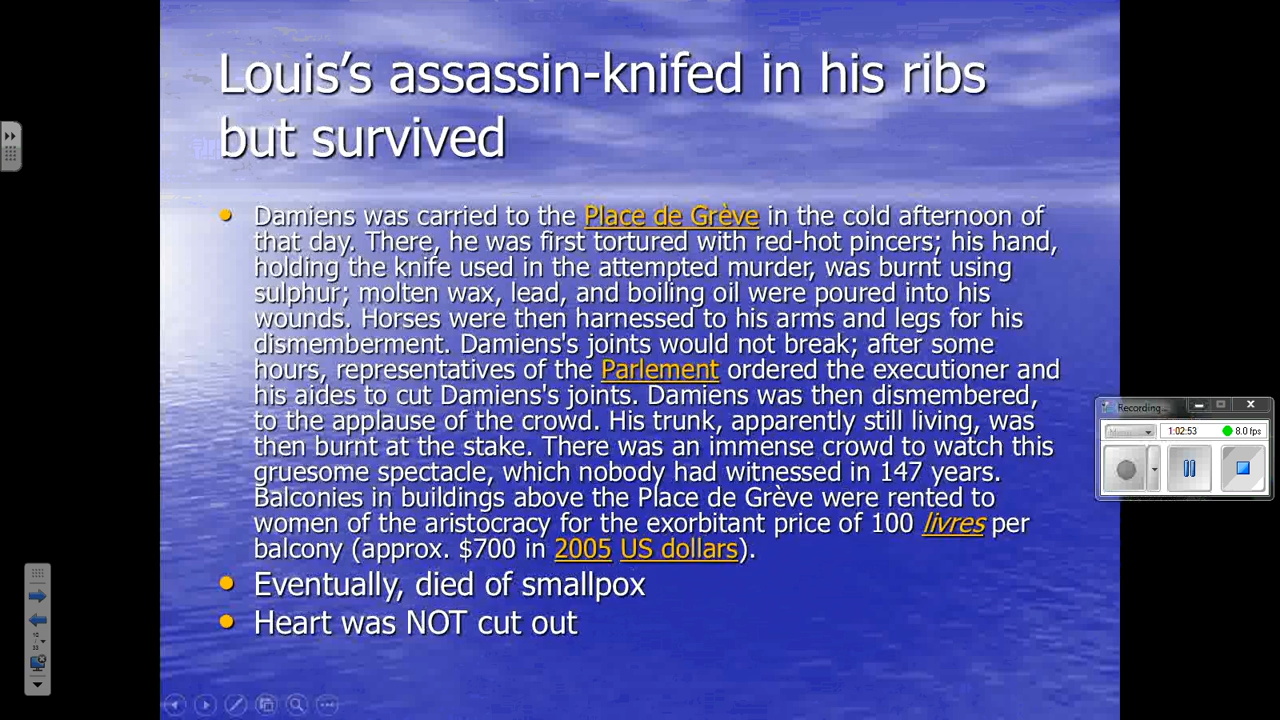 Louis’s assassin-knifed in his ribs
but survived
Damiens was carried to the Place de Grève in the cold afternoon of
that day. There, he was first tortured with red-hot pincers; his hand,
holding the knife used in the attempted murder, was burnt using
sulphur; molten wax, lead, and boiling oil were poured into his
wounds. Horses were then harnessed to his arms and legs for his
dismemberment. Damiens's joints would not break; after some
hours, representatives of the Parlement ordered the executioner and
his aides to cut Damiens's joints. Damiens was then dismembered,
to the applause of the crowd. His trunk, apparently still living, was
then burnt at the stake. There was an immense crowd to watch this
gruesome spectacle, which nobody had witnessed in 147 years.
Balconies in buildings above the Place de Grève were rented to
women of the aristocracy for the exorbitant price of 100 livres per
balcony (approx. $700 in 2005 US dollars).
Eventually, died of smallpox
Heart was NOT cut out
Recording...
1:02:53 8.0 fps